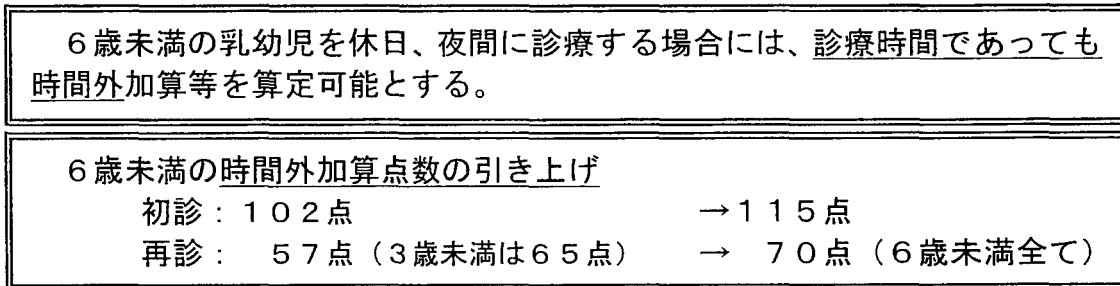 ６歳未満の乳幼児を休日、夜間に診療する場合には、診療時間であっても
時間外加算等を算定可能とする。
６歳未満の時間外加算点数の引き上げ
初診：１０２点 →１１５点
再診： ５７点（３歳未満は６５点） → ７０点（６歳未満全て）